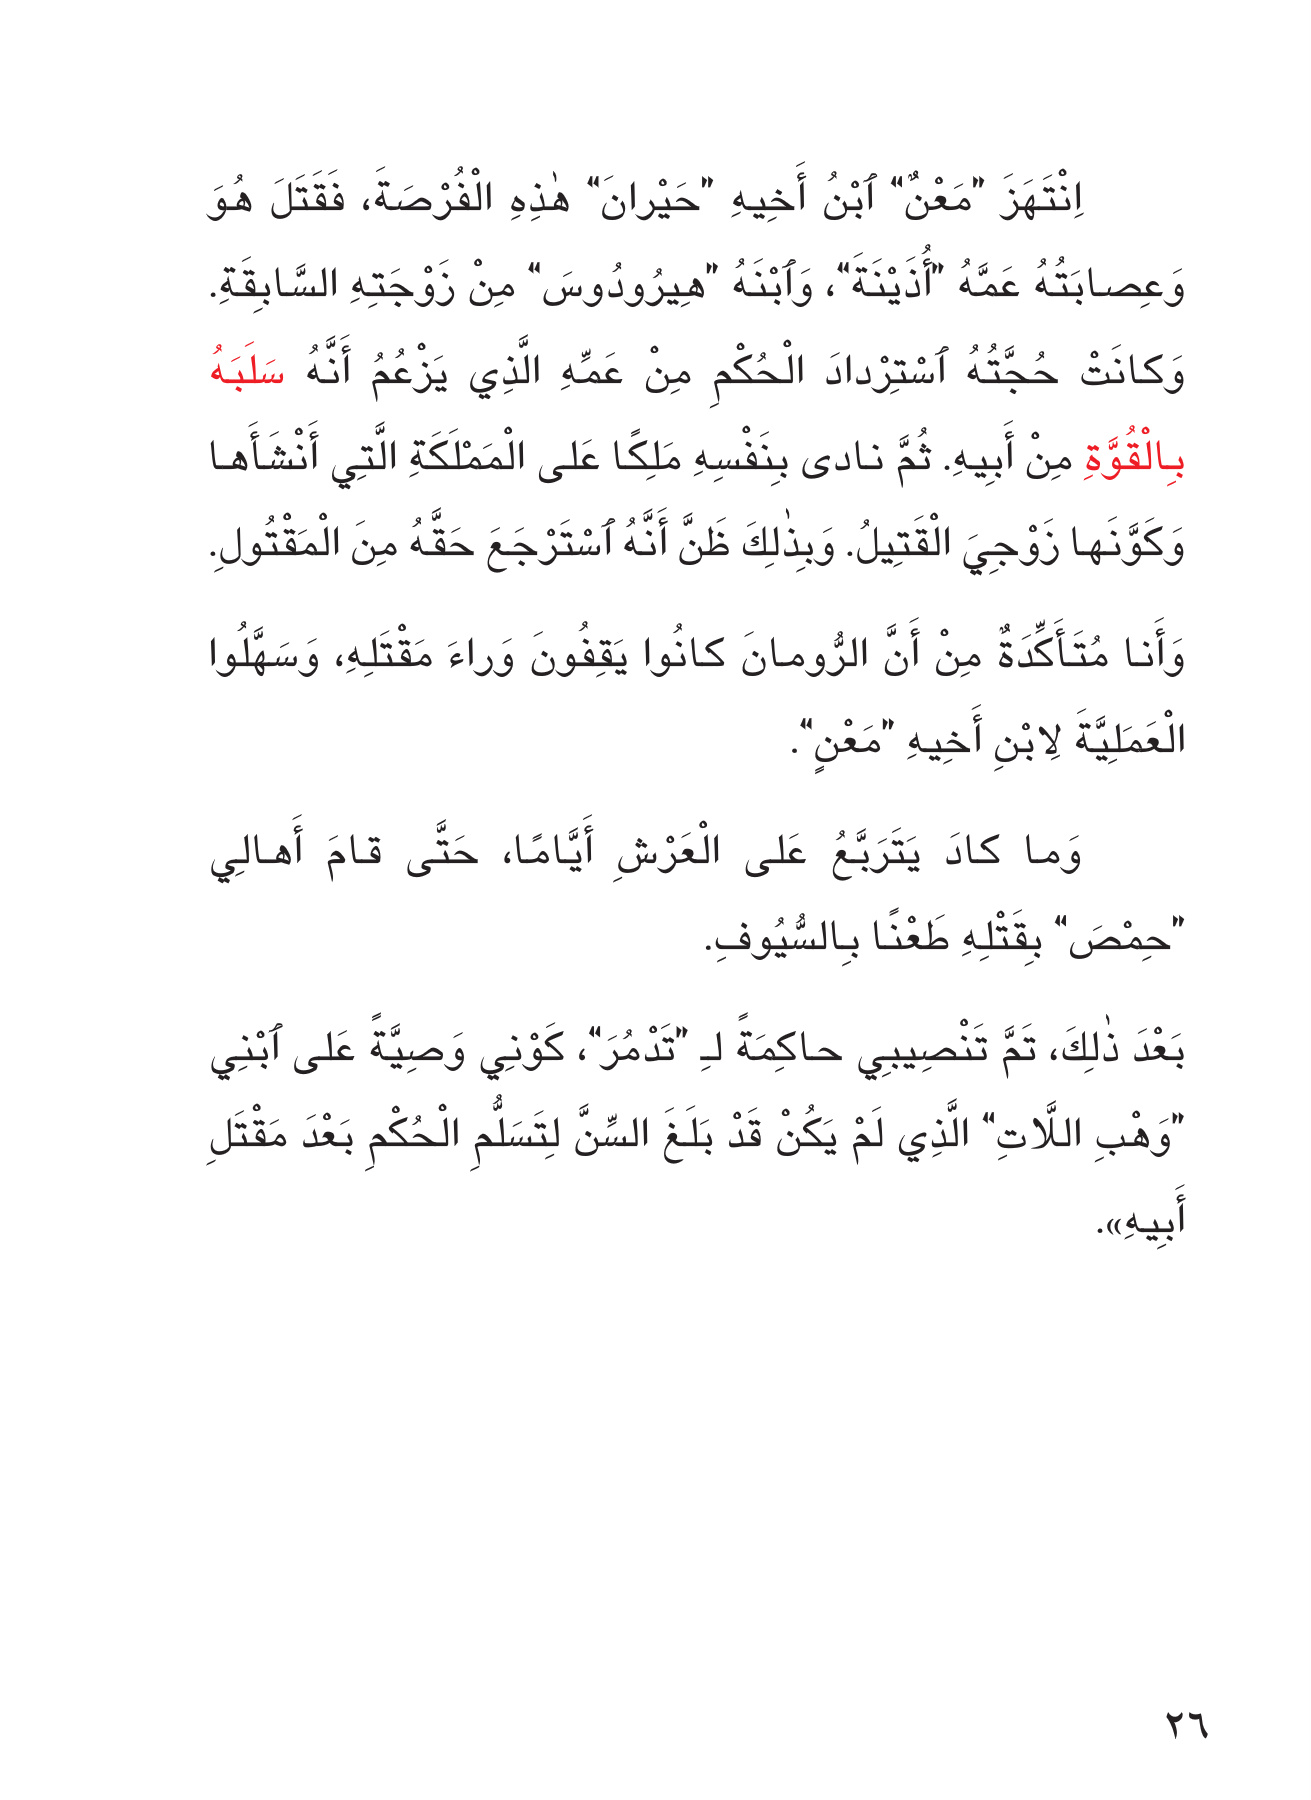 اِنْتَهَزَ "مَعْنٌ" ٱبْنُ أَخِيهِ "حَيْرانَ" هٰذِهِ الْفُرْصَةَ، فَقَتَلَ هُوَ
وَعِصابَتُهُ عَمَّهُ "أُذَيْنَةَ"، وَٱبْنَهُ "هِيرُودُوسَ" مِنْ زَوْجَتِهِ السَّابِقَةِ.
وَكانَتْ حُجَّتُهُ ٱسْتِرْدادَ الْحُكْمِ مِنْ عَمِّهِ الَّذِي يَزْعُمُ أَنَّهُ سَلَبَهُ
بِالْقُوَّةِ مِنْ أَبِيهِ. ثُمَّ نادى بِنَفْسِهِ مَلِكًا عَلى الْمَمْلَكَةِ الَّتِي أَنْشَأَها
وَكَوَّنَها زَوْجِيَ الْقَتِيلُ. وَبِذٰلِكَ ظَنَّ أَنَّهُ ٱسْتَرْجَعَ حَقَّهُ مِنَ الْمَقْتُولِ.
وَأَنا مُتَأَكِّدَةٌ مِنْ أَنَّ الرُّومانَ كانُوا يَقِفُونَ وَراءَ مَقْتَلِهِ، وَسَهَّلُوا
الْعَمَلِيَّةَ لِابْنِ أَخِيهِ "مَعْنٍ".
وَما كادَ يَتَرَبَّعُ عَلى الْعَرْشِ أَيَّامًا، حَتَّى قامَ أَهالِي
"حِمْصَ" بِقَتْلِهِ طَعْنًا بِالسُّيُوفِ.
بَعْدَ ذٰلِكَ، تَمَّ تَنْصِيبِي حاكِمَةً لـِ "تَدْمُرَ"، كَوْنِي وَصِيَّةً عَلى ٱبْنِي
"وَهْبِ اللَّاتِ" الَّذِي لَمْ يَكُنْ قَدْ بَلَغَ السِّنَّ لِتَسَلُّمِ الْحُكْمِ بَعْدَ مَقْتَلِ
أَبِيهِ».
٢٦